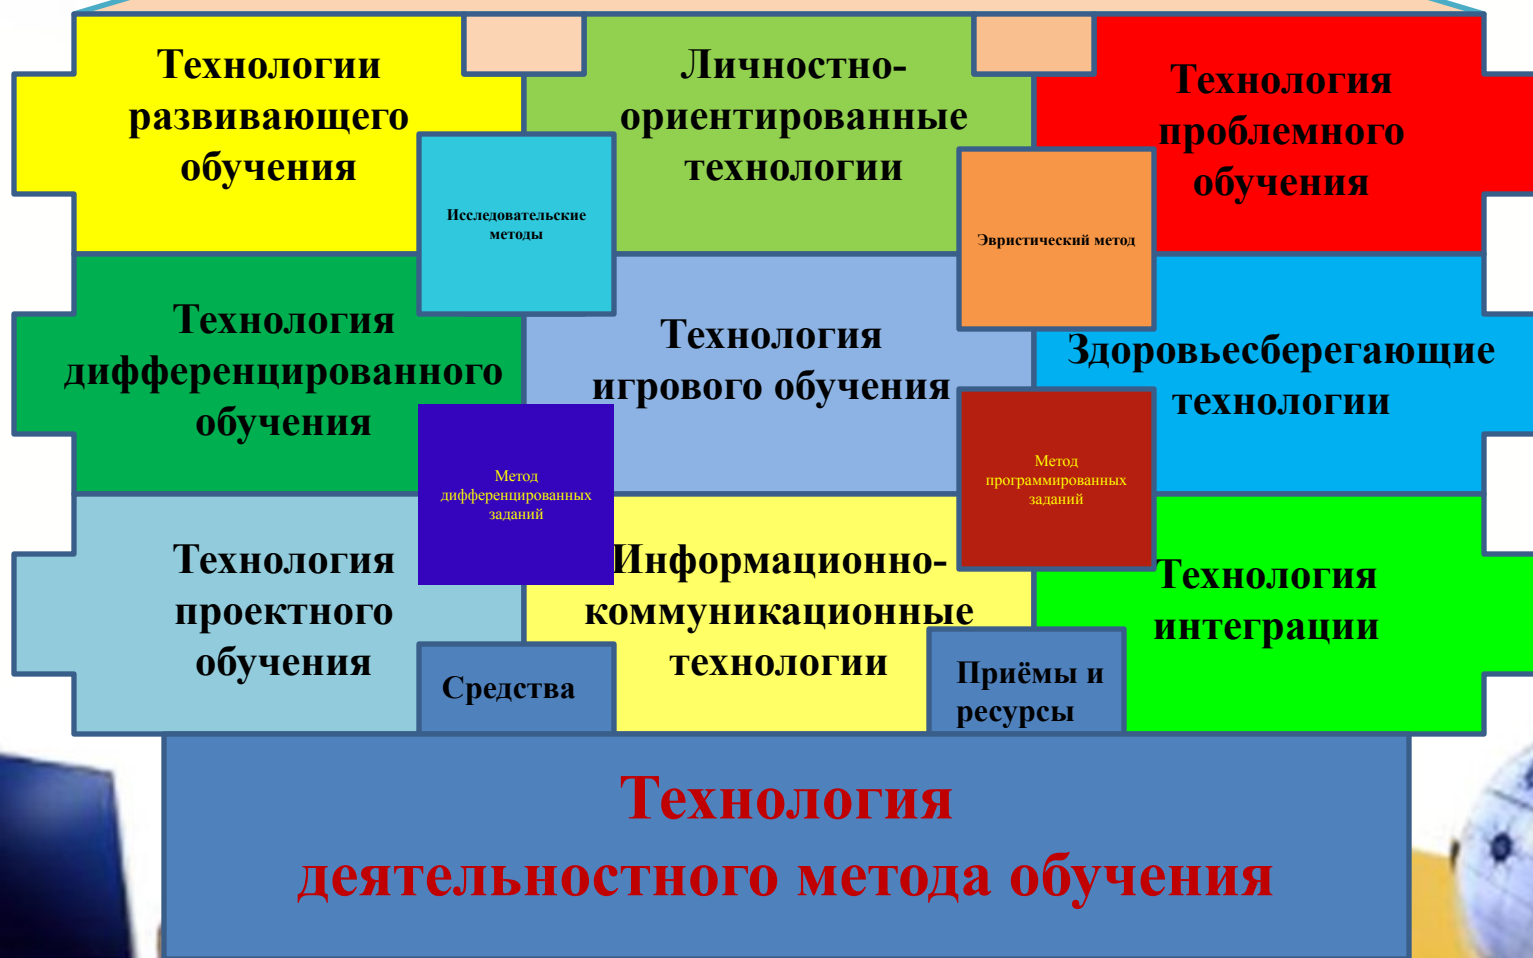 Технологии
развивающего
обучения
Личностно-
ориентированные
технологии
Технология
проблемного
обучения
Исследовательские
методы
Эвристический метод
Технология
дифференцированного
обучения
Технология
игрового обучения
Здоровьесберегающие
технологии
Метод
дифференцированных
заданий
Метод
программированных
заданий
Технология
проектного
обучения
Информационно-
коммуникационные
технологии
Технология
интеграции
Средства
Приёмы и
ресурсы
Технология
деятельностного метода обучения